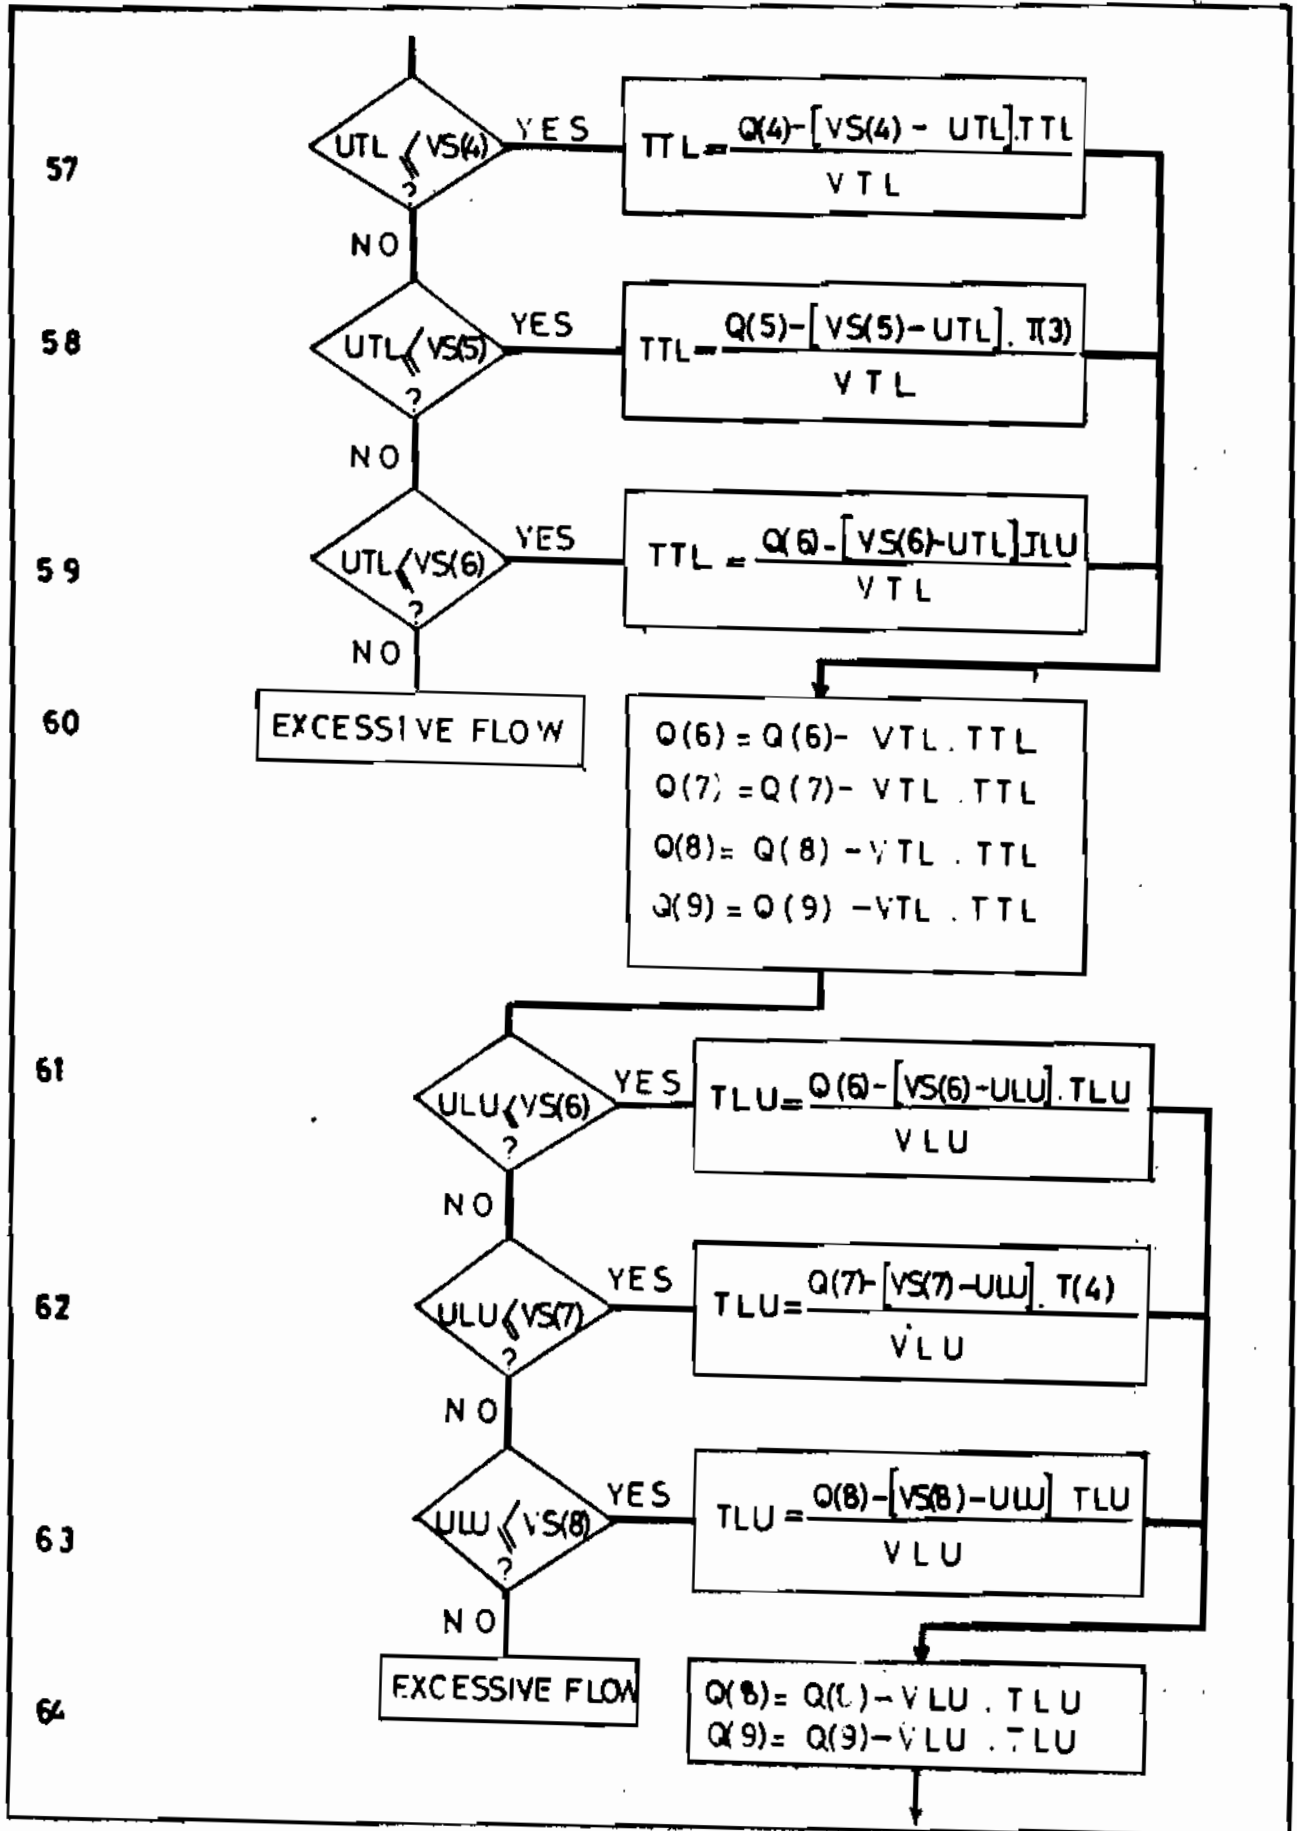 57
UTL ⩽ VS(4)
?
YES
TTL = Q(4)-[VS(4) - UTL].TTL
VTL
NO
58
UTL ⩽ VS(5)
?
YES
TTL = Q(5)-[VS(5)-UTL]. T(3)
VTL
NO
59
UTL ⩽ VS(6)
?
YES
TTL = Q(6)-[VS(6)-UTL].TLU
VTL
NO
60
EXCESSIVE FLOW
Q(6) = Q(6)- VTL . TTL
Q(7) = Q(7)- VTL . TTL
Q(8) = Q(8) - VTL . TTL
Q(9) = Q(9) - VTL . TTL
61
ULU ⩽ VS(6)
?
YES
TLU = Q(6)-[VS(6)-ULU].TLU
VLU
NO
62
ULU ⩽ VS(7)
?
YES
TLU = Q(7)-[VS(7)-ULU]. T(4)
VLU
NO
63
ULU ⩽ VS(8)
?
YES
TLU = Q(8)-[VS(8)-ULU] TLU
VLU
NO
64
EXCESSIVE FLOW
Q(8) = Q(8)-VLU . TLU
Q(9) = Q(9)-VLU . TLU